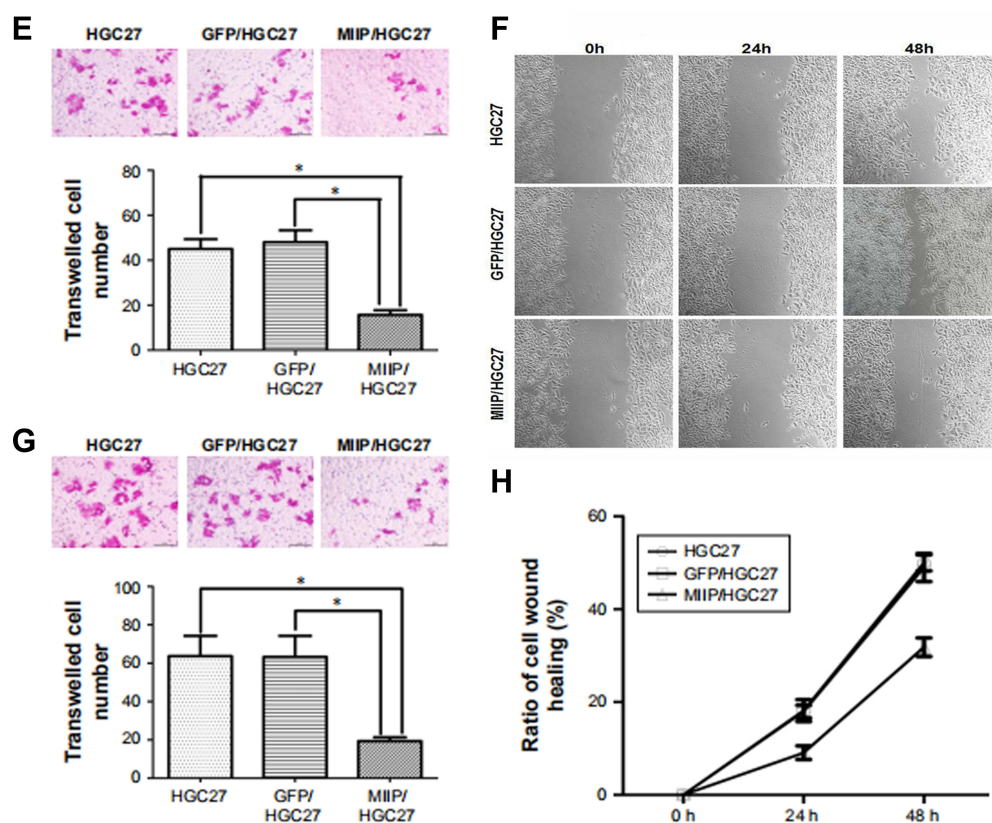 E
HGC27 GFP/HGC27 MIIP/HGC27
Transwelled cell
number
80
60
40
20
0
*
*
HGC27 GFP/ MIIP/
HGC27 HGC27
F
0h 24h 48h
HGC27
GFP/HGC27
MIIP/HGC27
G
HGC27 GFP/HGC27 MIIP/HGC27
Transwelled cell
number
100
80
60
40
20
0
*
*
HGC27 GFP/ MIIP/
HGC27 HGC27
H
Ratio of cell wound
healing (%)
60
40
20
0
HGC27
GFP/HGC27
MIIP/HGC27
0 h 24 h 48 h